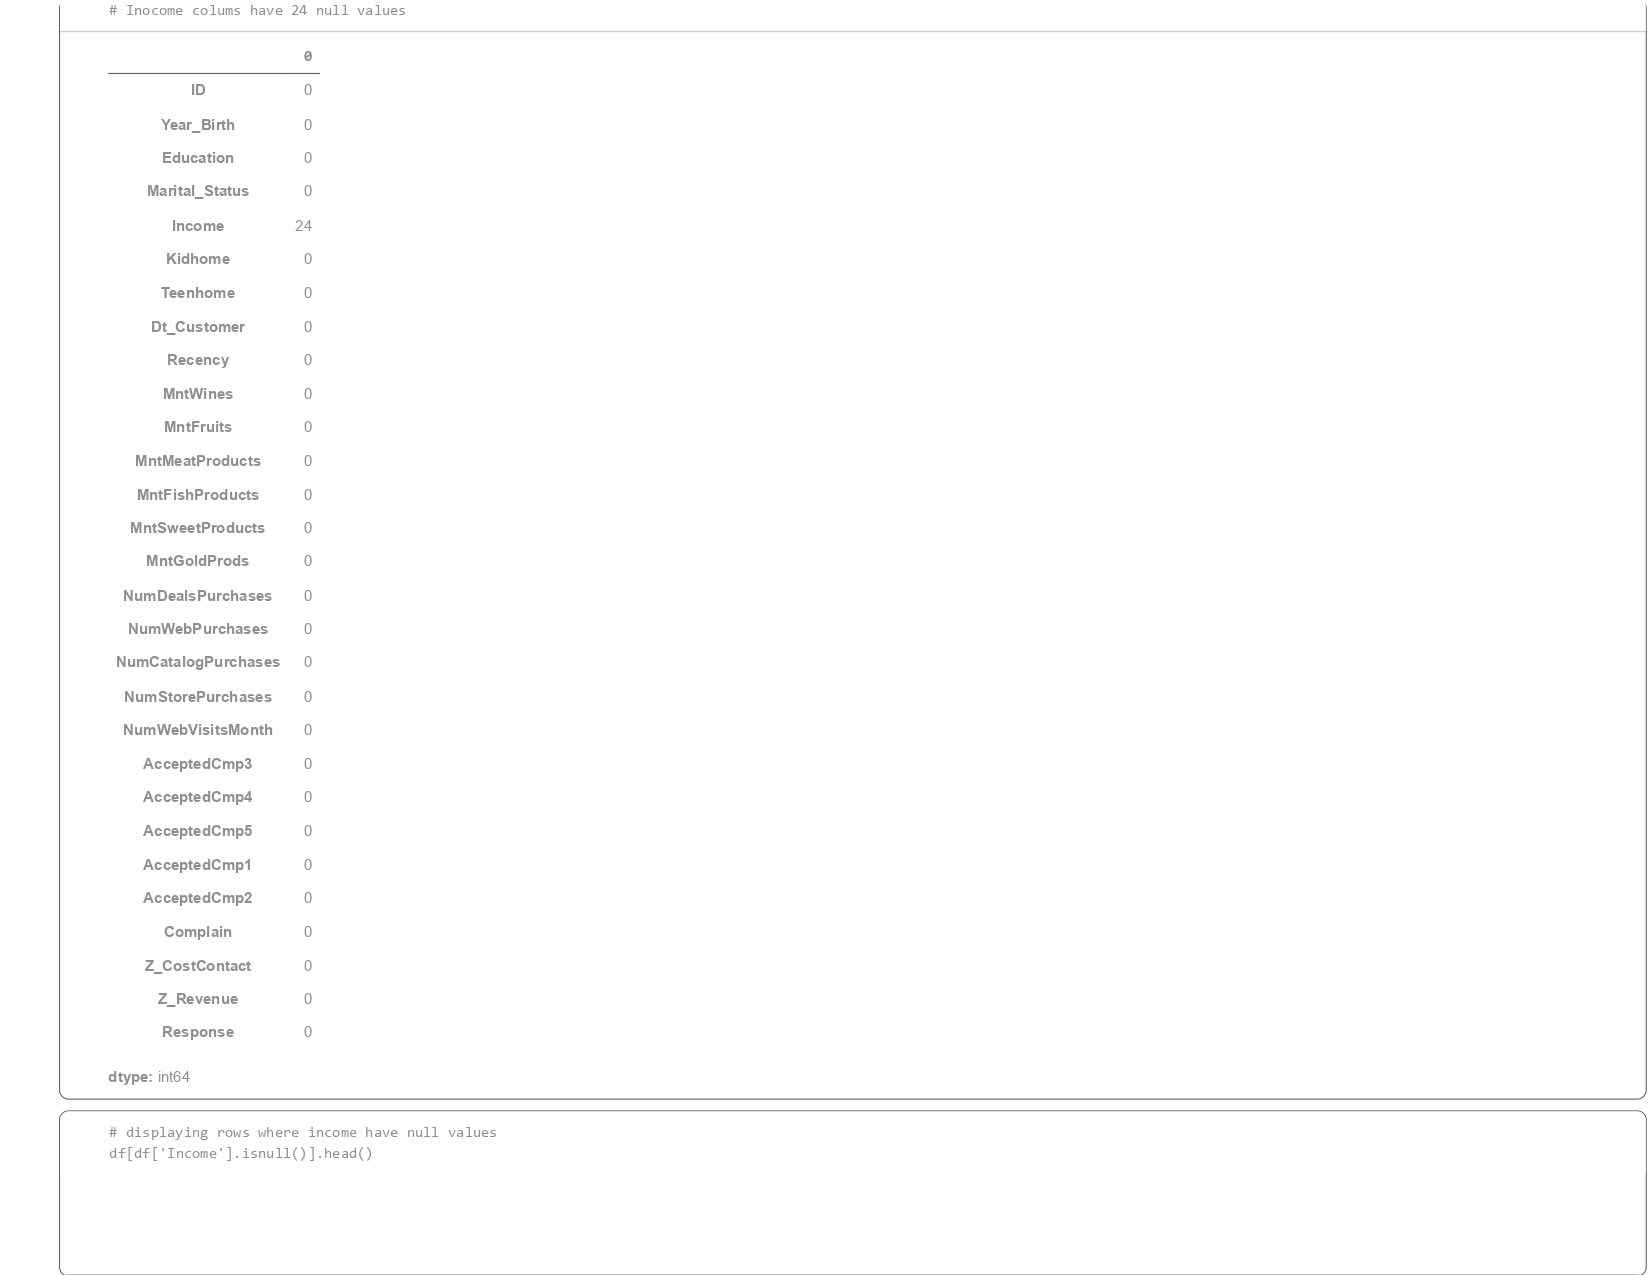 # Inocome colums have 24 null values
0
ID 0
Year_Birth 0
Education 0
Marital_Status 0
Income 24
Kidhome 0
Teenhome 0
Dt_Customer 0
Recency 0
MntWines 0
MntFruits 0
MntMeatProducts 0
MntFishProducts 0
MntSweetProducts 0
MntGoldProds 0
NumDealsPurchases 0
NumWebPurchases 0
NumCatalogPurchases 0
NumStorePurchases 0
NumWebVisitsMonth 0
AcceptedCmp3 0
AcceptedCmp4 0
AcceptedCmp5 0
AcceptedCmp1 0
AcceptedCmp2 0
Complain 0
Z_CostContact 0
Z_Revenue 0
Response 0
dtype: int64
# displaying rows where income have null values
df[df['Income'].isnull()].head()